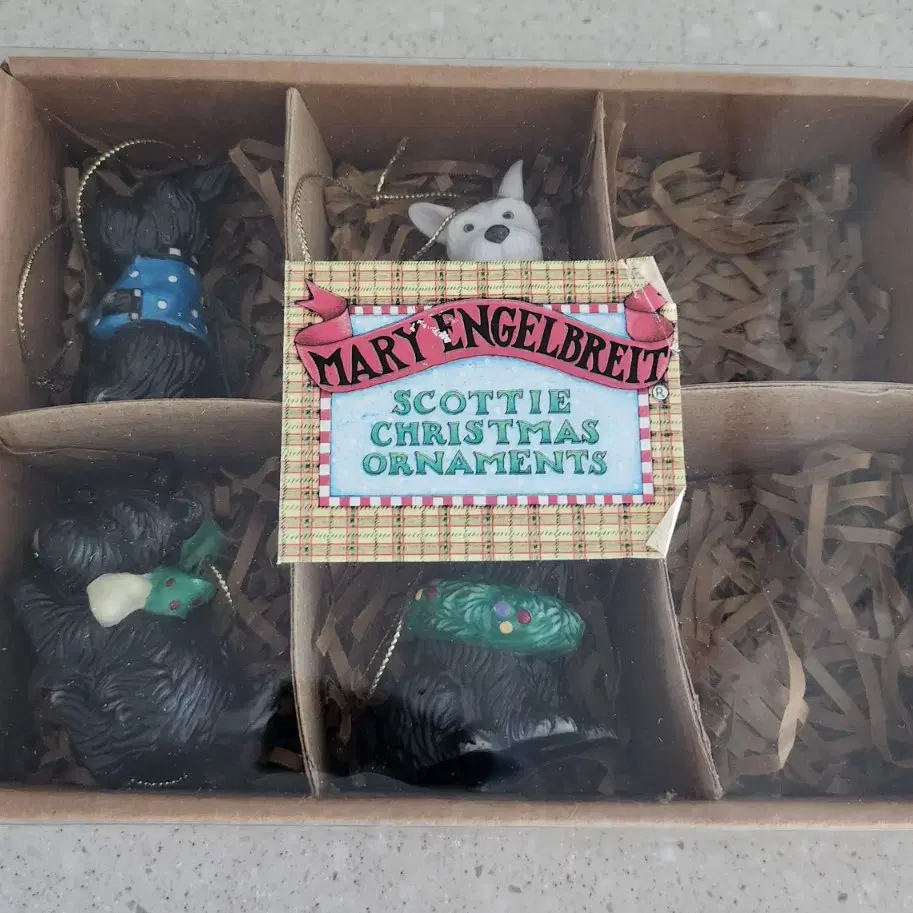 MARY ENGELBREIT
®
SCOTTIE
CHRISTMAS
ORNAMENTS